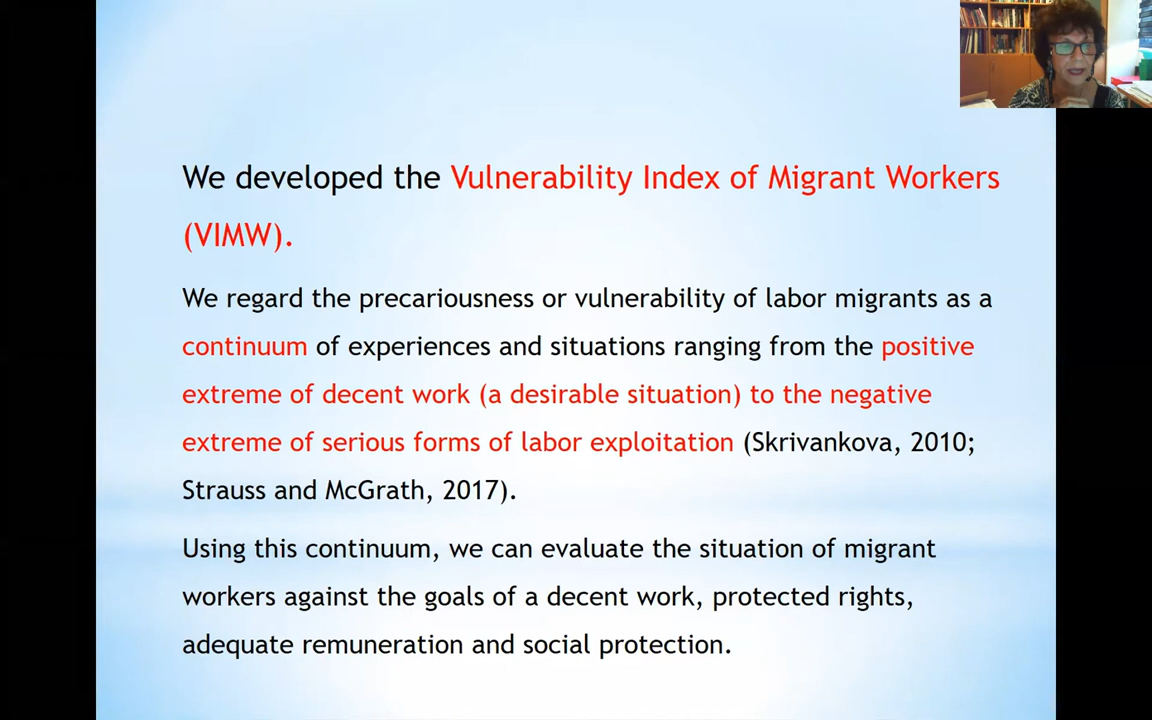 We developed the Vulnerability Index of Migrant Workers
(VIMW).
We regard the precariousness or vulnerability of labor migrants as a
continuum of experiences and situations ranging from the positive
extreme of decent work (a desirable situation) to the negative
extreme of serious forms of labor exploitation (Skrivankova, 2010;
Strauss and McGrath, 2017).
Using this continuum, we can evaluate the situation of migrant
workers against the goals of a decent work, protected rights,
adequate remuneration and social protection.